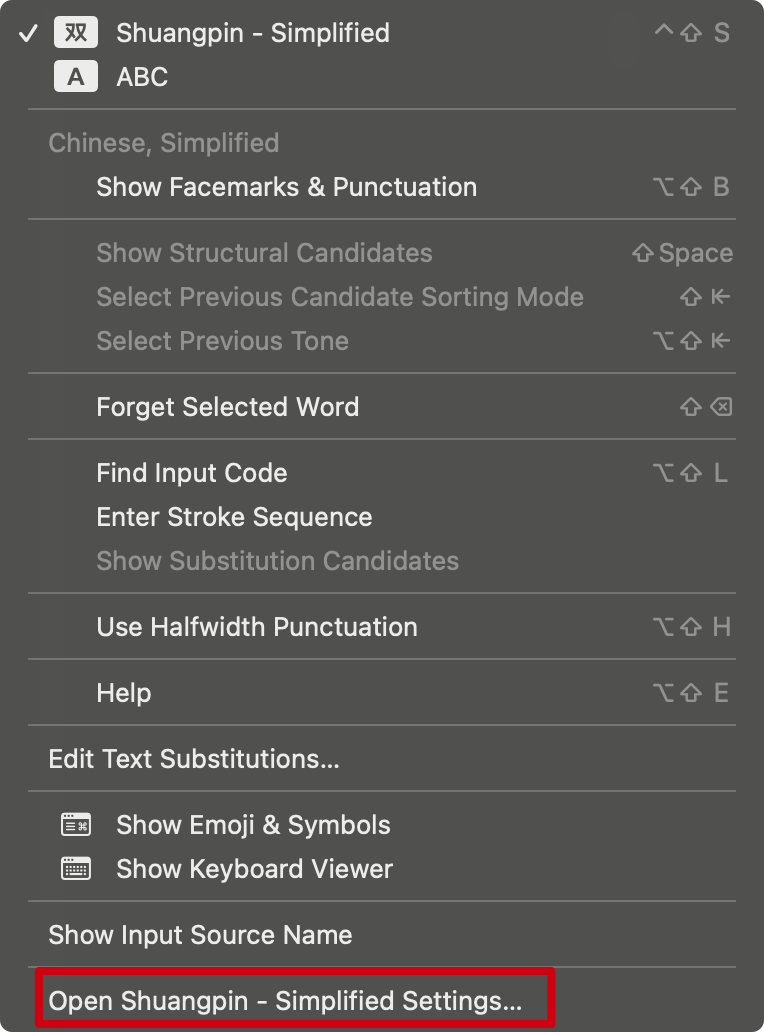 ✓ 双 Shuangpin - Simplified ^⇧ S
A ABC
Chinese, Simplified
Show Facemarks & Punctuation ⌥⇧ B
Show Structural Candidates ⇧Space
Select Previous Candidate Sorting Mode ⇧⇤
Select Previous Tone ⌥⇧⇤
Forget Selected Word ⇧⌫
Find Input Code ⌥⇧ L
Enter Stroke Sequence
Show Substitution Candidates
Use Halfwidth Punctuation ⌥⇧ H
Help ⌥⇧ E
Edit Text Substitutions...
Show Emoji & Symbols
Show Keyboard Viewer
Show Input Source Name
Open Shuangpin - Simplified Settings...